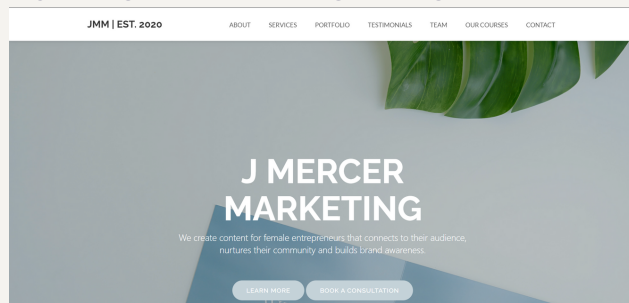 JMM | EST. 2020
ABOUT SERVICES PORTFOLIO TESTIMONIALS TEAM OUR COURSES CONTACT
J MERCER
MARKETING
We create content for female entrepreneurs that connects to their audience,
nurtures their community and builds brand awareness.
LEARN MORE BOOK A CONSULTATION